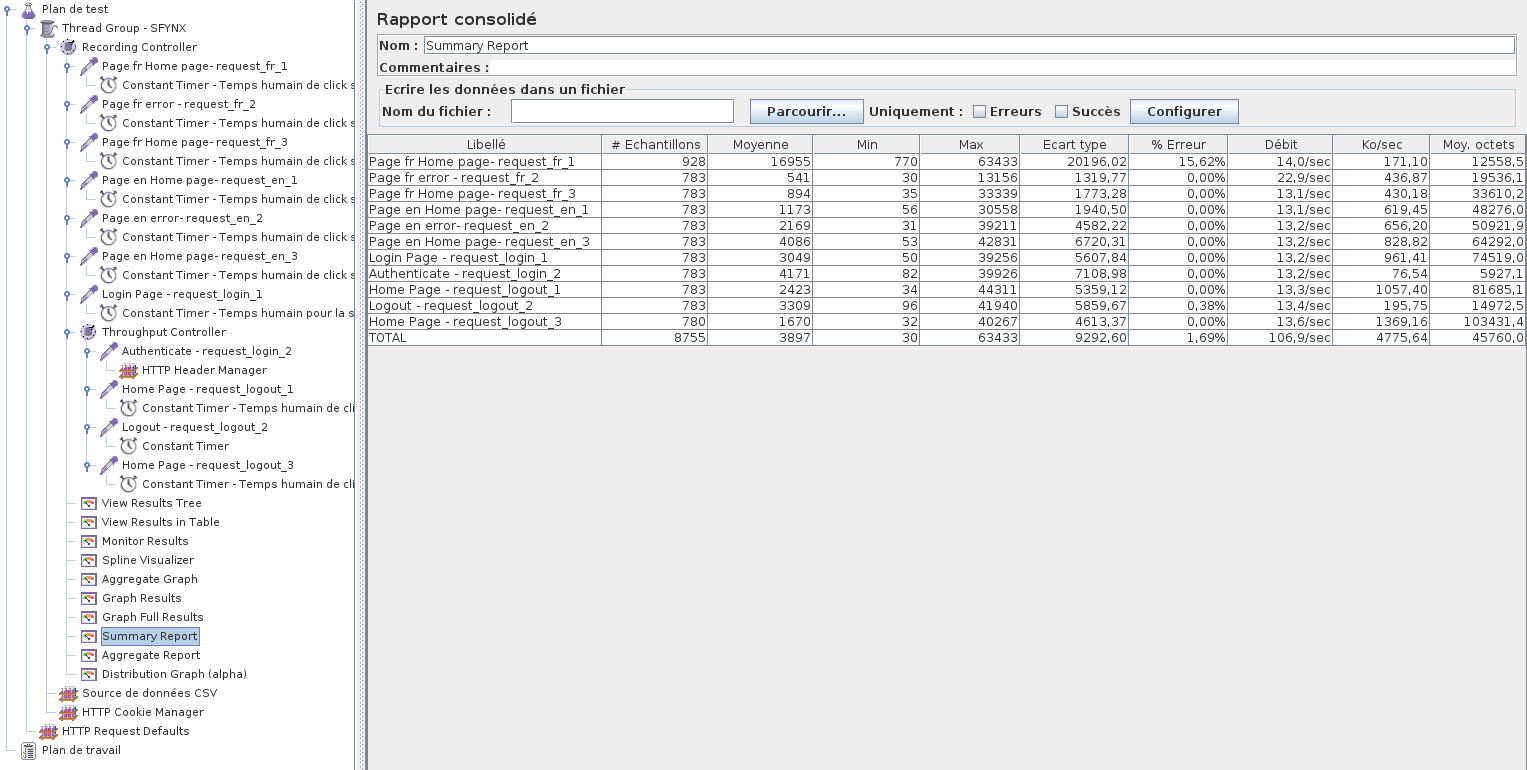 Plan de test
Thread Group - SFYNX
Recording Controller
Page fr Home page- request_fr_1
Constant Timer - Temps humain de click s
Page fr error - request_fr_2
Constant Timer - Temps humain de click s
Page fr Home page- request_fr_3
Constant Timer - Temps humain de click s
Page en Home page- request_en_1
Constant Timer - Temps humain de click s
Page en error- request_en_2
Constant Timer - Temps humain de click s
Page en Home page- request_en_3
Constant Timer - Temps humain de click s
Login Page - request_login_1
Constant Timer - Temps humain pour la s
Throughput Controller
Authenticate - request_login_2
HTTP Header Manager
Home Page - request_logout_1
Constant Timer - Temps humain de cli
Logout - request_logout_2
Constant Timer
Home Page - request_logout_3
Constant Timer - Temps humain de cli
View Results Tree
View Results in Table
Monitor Results
Spline Visualizer
Aggregate Graph
Graph Results
Graph Full Results
Summary Report
Aggregate Report
Distribution Graph (alpha)
Source de données CSV
HTTP Cookie Manager
HTTP Request Defaults
Plan de travail
Rapport consolidé
Nom : Summary Report
Commentaires :
Ecrire les données dans un fichier
Nom du fichier : Parcourir... Uniquement : Erreurs Succès Configurer
Libellé # Echantillons Moyenne Min Max Ecart type % Erreur Débit Ko/sec Moy. octets
Page fr Home page- request_fr_1 928 16955 770 63433 20196,02 15,62% 14,0/sec 171,10 12558,5
Page fr error - request_fr_2 783 541 30 13156 1319,77 0,00% 22,9/sec 436,87 19536,1
Page fr Home page- request_fr_3 783 894 35 33339 1773,28 0,00% 13,1/sec 430,18 33610,2
Page en Home page- request_en_1 783 1173 56 30558 1940,50 0,00% 13,1/sec 619,45 48276,0
Page en error- request_en_2 783 2169 31 39211 4582,22 0,00% 13,2/sec 656,20 50921,9
Page en Home page- request_en_3 783 4086 53 42831 6720,31 0,00% 13,2/sec 828,82 64292,0
Login Page - request_login_1 783 3049 50 39256 5607,84 0,00% 13,2/sec 961,41 74519,0
Authenticate - request_login_2 783 4171 82 39926 7108,98 0,00% 13,2/sec 76,54 5927,1
Home Page - request_logout_1 783 2423 34 44311 5359,12 0,00% 13,3/sec 1057,40 81685,1
Logout - request_logout_2 783 3309 96 41940 5859,67 0,38% 13,4/sec 195,75 14972,5
Home Page - request_logout_3 780 1670 32 40267 4613,37 0,00% 13,6/sec 1369,16 103431,4
TOTAL 8755 3897 30 63433 9292,60 1,69% 106,9/sec 4775,64 45760,0